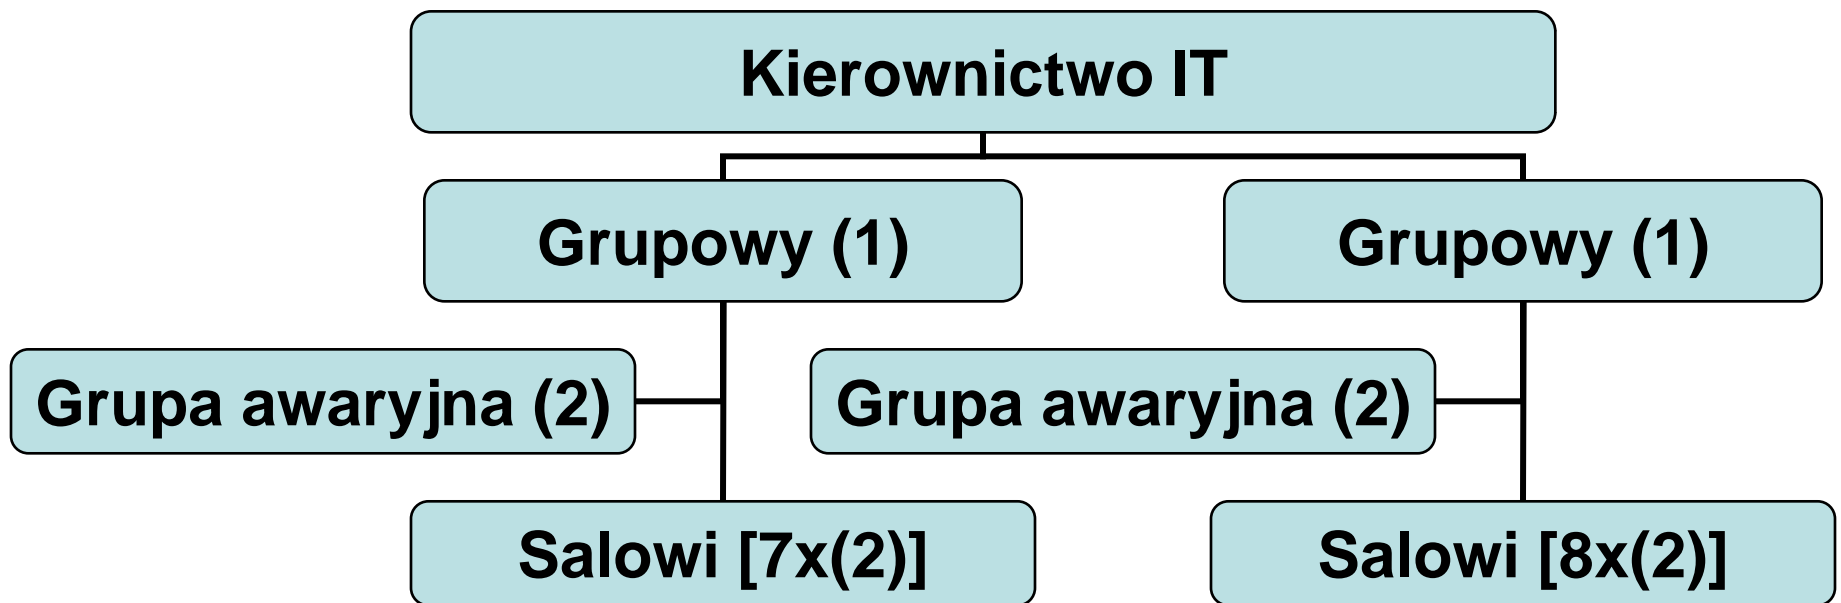 Kierownictwo IT
Grupowy (1)
Grupowy (1)
Grupa awaryjna (2)
Grupa awaryjna (2)
Salowi [7x(2)]
Salowi [8x(2)]